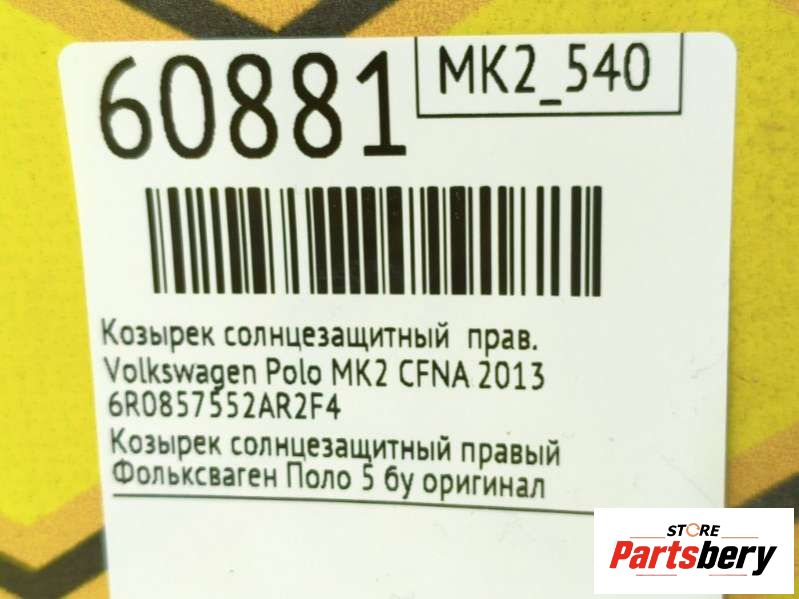 60881
MK2_540
Козырек солнцезащитный прав.
Volkswagen Polo MK2 CFNA 2013
6R0857552AR2F4
Козырек солнцезащитный правый
Фольксваген Поло 5 бу оригинал
STORE
Partsbery